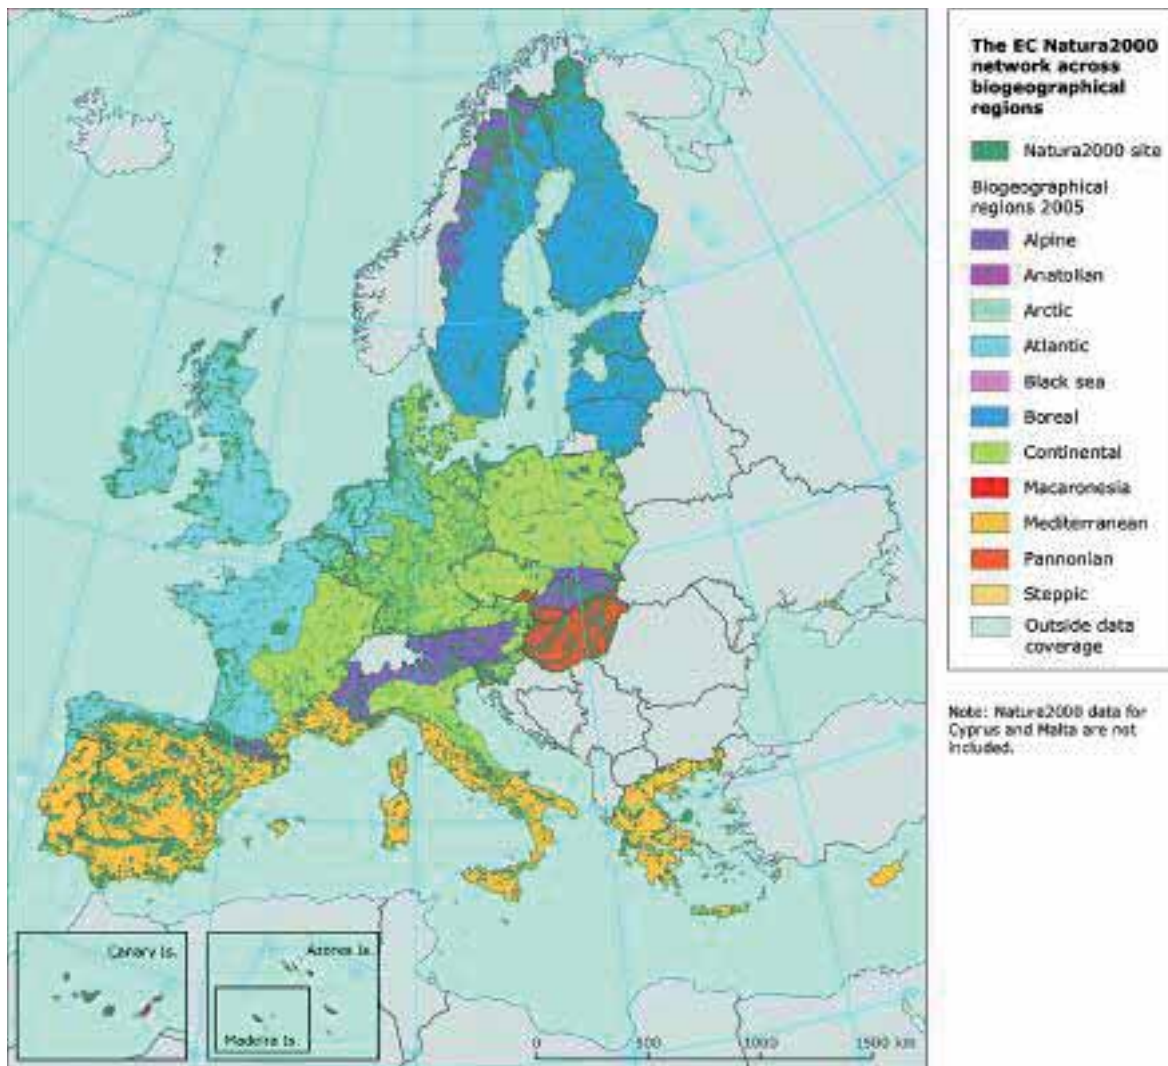 The EC Natura2000
network across
biogeographical
regions
Natura2000 site
Biogeographical
regions 2005
Alpine
Anatolian
Arctic
Atlantic
Black sea
Boreal
Continental
Macaronesia
Mediterranean
Pannonian
Steppic
Outside data
coverage
Note: Natura2000 data for
Cyprus and Malta are not
included.
Canary Is.
Azores Is.
Madeira Is.
0 500 1000 1500 km